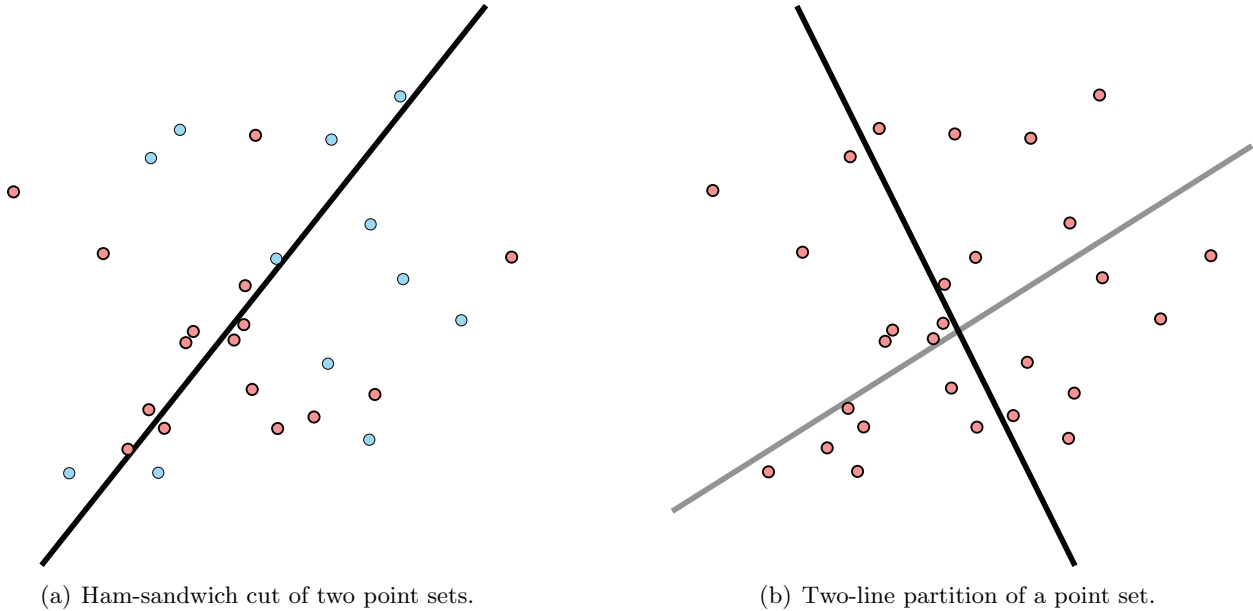 (a) Ham-sandwich cut of two point sets.
(b) Two-line partition of a point set.